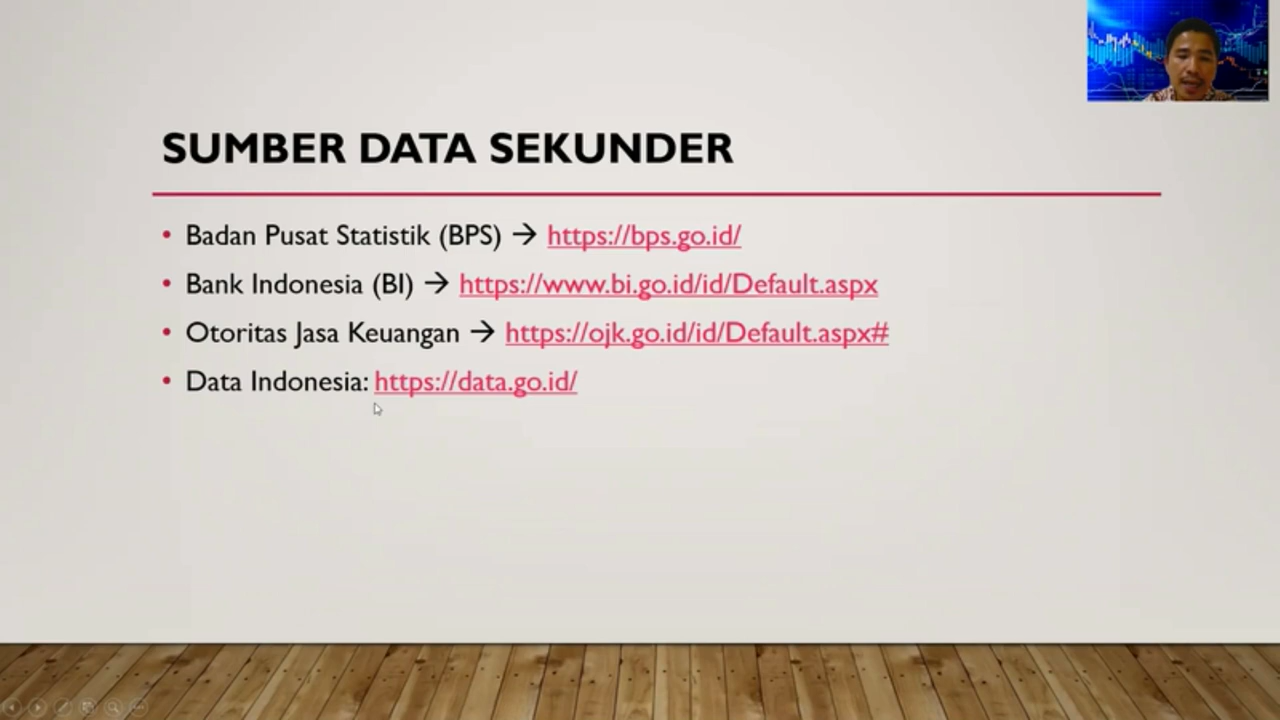 SUMBER DATA SEKUNDER
• Badan Pusat Statistik (BPS) → https://bps.go.id/
• Bank Indonesia (BI) → https://www.bi.go.id/id/Default.aspx
• Otoritas Jasa Keuangan → https://ojk.go.id/id/Default.aspx#
• Data Indonesia: https://data.go.id/